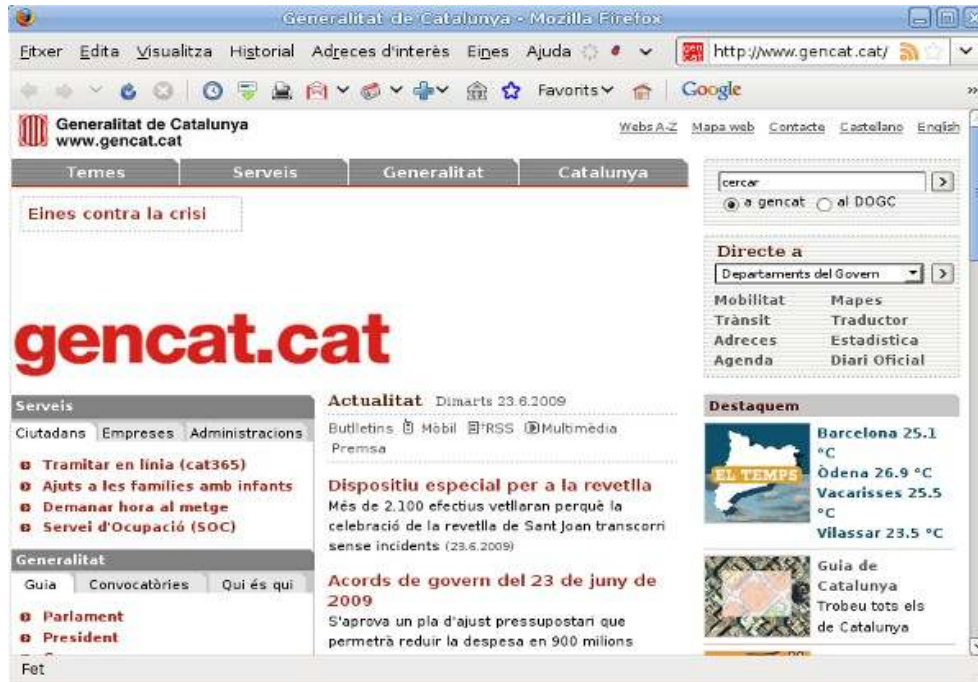 Generalitat de Catalunya - Mozilla Firefox
Fitxer Edita Visualitza Historial Adreces d'interès Eines Ajuda
http://www.gencat.cat/
Favorits
Google
Generalitat de Catalunya
www.gencat.cat
Webs A-Z Mapa web Contacte Castellano English
Temes Serveis Generalitat Catalunya
cercar
a gencat al DOGC
Eines contra la crisi
Directe a
Departaments del Govern
Mobilitat Mapes
Trànsit Traductor
Adreces Estadística
Agenda Diari Oficial
gencat.cat
Serveis
Ciutadans Empreses Administracions
Tramitar en línia (cat365)
Ajuts a les famílies amb infants
Demanar hora al metge
Servei d'Ocupació (SOC)
Generalitat
Guia Convocatòries Qui és qui
Parlament
President
Actualitat Dimarts 23.6.2009
Butlletins Mòbil RSS Multimèdia
Premsa
Dispositiu especial per a la revetlla
Més de 2.100 efectius vetllaran perquè la
celebració de la revetlla de Sant Joan transcorri
sense incidents (23.6.2009)
Acords de govern del 23 de juny de
2009
S'aprova un pla d'ajust pressupostari que
permetrà reduir la despesa en 900 milions
Destaquem
EL TEMPS
Barcelona 25.1
°C
Òdena 26.9 °C
Vacarisses 25.5
°C
Vilassar 23.5 °C
Guia de
Catalunya
Trobeu tots els
de Catalunya
Fet